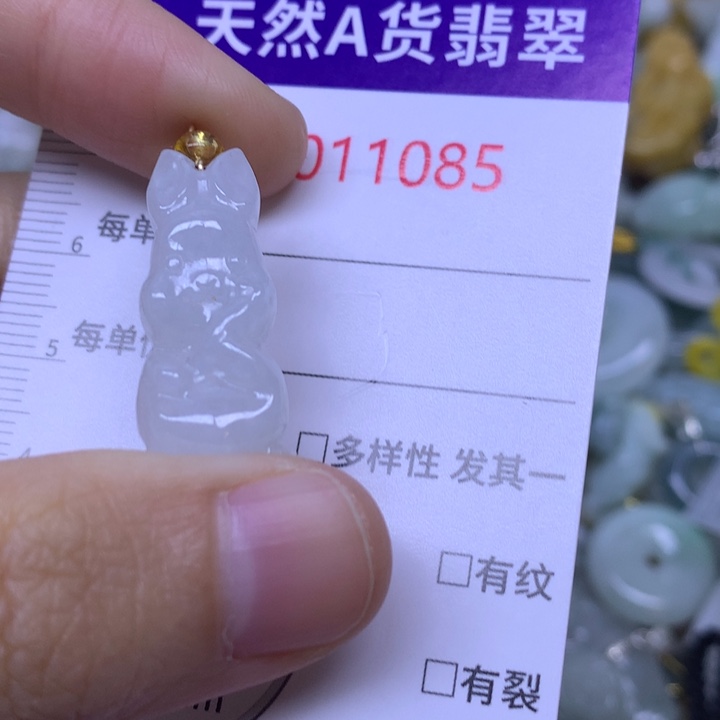 天然A货翡翠
011085
6 每单
5 每单
□多样性 发其一
□有纹
□有裂